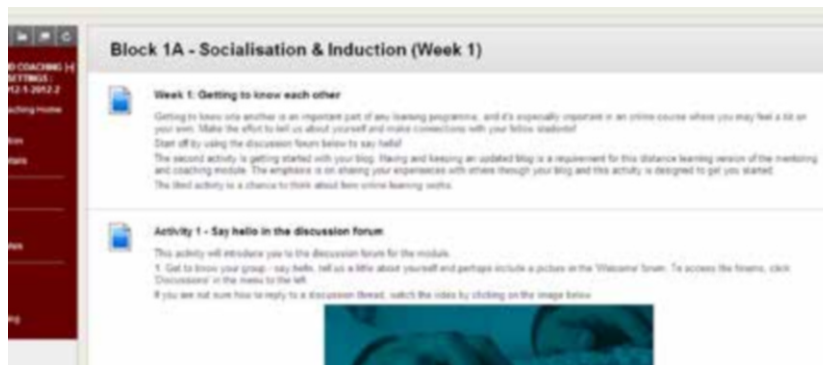 D COACHING
SETTINGS :
012-1-2012-2
aching Home
Block 1A - Socialisation & Induction (Week 1)
Week 1: Getting to know each other
Getting to know one another is an important part of any learning programme, and it's especially important in an online course where you may feel a bit on
your own. Make the effort to tell us about yourself and make connections with your fellow students!
Start off by using the discussion forum below to say hello!
The second activity is getting started with your blog. Having and keeping an updated blog is a requirement for this distance learning version of the mentoring
and coaching module. The emphasis is on sharing your experiences with others through your blog and this activity is designed to get you started.
The third activity is a chance to think about how online learning works.
Activity 1 - Say hello in the discussion forum
This activity will introduce you to the discussion forum for the module.
1. Get to know your group - say hello, tell us a little about yourself and perhaps include a picture in the 'Welcome' forum. To access the forums, click
'Discussions' in the menu to the left.
If you are not sure how to reply to a discussion thread, watch the video by clicking on the image below